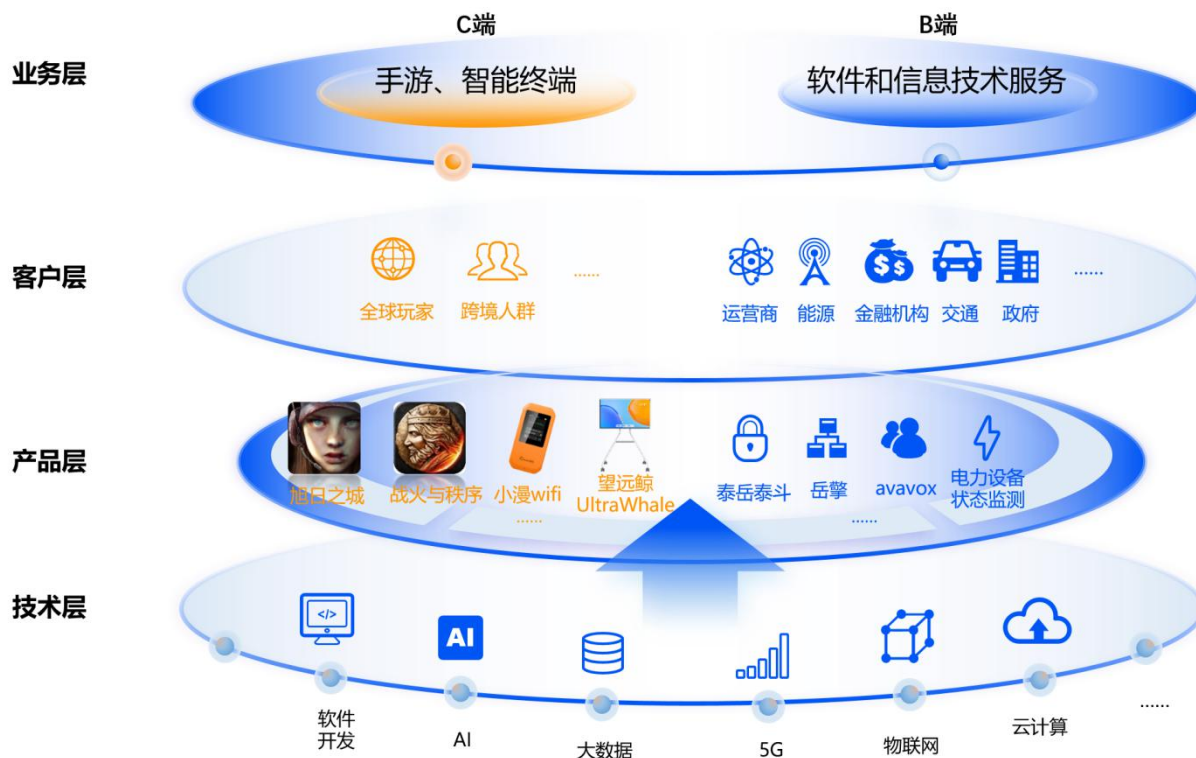 C端
B端
业务层
手游、智能终端
软件和信息技术服务
客户层
全球玩家
跨境人群
......
运营商
能源
金融机构
交通
政府
......
产品层
旭日之城
战火与秩序
小漫wifi
望远鲸
UltraWhale
......
泰岳泰斗
岳擎
avavox
电力设备
状态监测
......
技术层
</>
AI
软件
开发
AI
大数据
5G
物联网
云计算
......